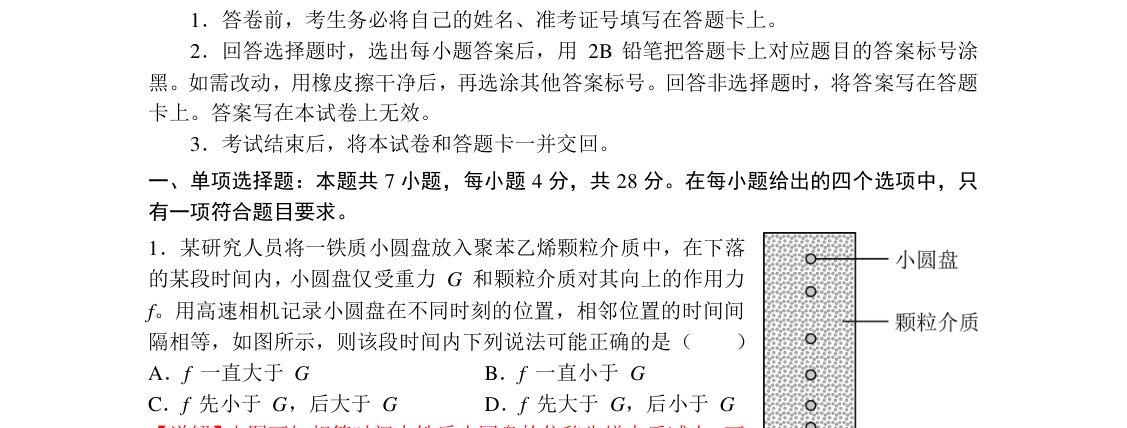 1．答卷前，考生务必将自己的姓名、准考证号填写在答题卡上。
2．回答选择题时，选出每小题答案后，用 2B 铅笔把答题卡上对应题目的答案标号涂
黑。如需改动，用橡皮擦干净后，再选涂其他答案标号。回答非选择题时，将答案写在答题
卡上。答案写在本试卷上无效。
3．考试结束后，将本试卷和答题卡一并交回。
一、单项选择题：本题共 7 小题，每小题 4 分，共 28 分。在每小题给出的四个选项中，只
有一项符合题目要求。
1．某研究人员将一铁质小圆盘放入聚苯乙烯颗粒介质中，在下落
的某段时间内，小圆盘仅受重力 G 和颗粒介质对其向上的作用力
f。用高速相机记录小圆盘在不同时刻的位置，相邻位置的时间间
隔相等，如图所示，则该段时间内下列说法可能正确的是（　　）
A．f 一直大于 G　　B．f 一直小于 G
C．f 先小于 G，后大于 G　　D．f 先大于 G，后小于 G
小圆盘
颗粒介质